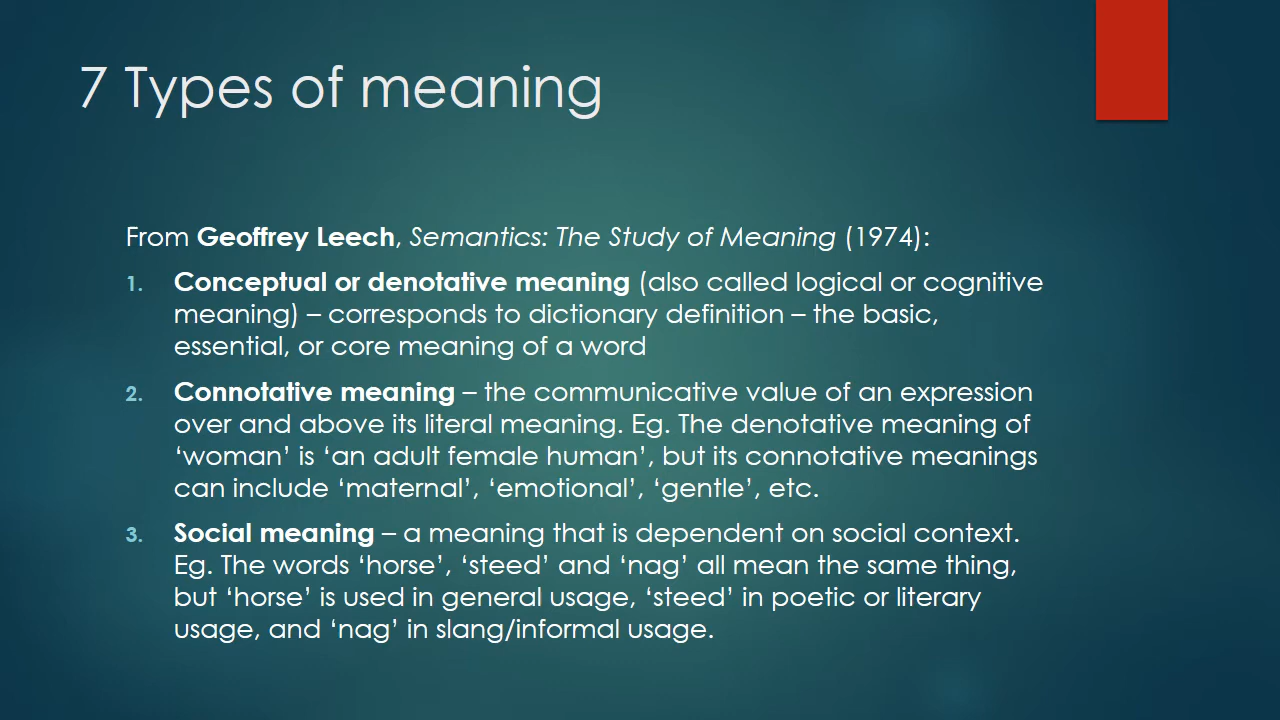 7 Types of meaning
From Geoffrey Leech, Semantics: The Study of Meaning (1974):
1. Conceptual or denotative meaning (also called logical or cognitive
meaning) – corresponds to dictionary definition – the basic,
essential, or core meaning of a word
2. Connotative meaning – the communicative value of an expression
over and above its literal meaning. Eg. The denotative meaning of
‘woman’ is ‘an adult female human’, but its connotative meanings
can include ‘maternal’, ‘emotional’, ‘gentle’, etc.
3. Social meaning – a meaning that is dependent on social context.
Eg. The words ‘horse’, ‘steed’ and ‘nag’ all mean the same thing,
but ‘horse’ is used in general usage, ‘steed’ in poetic or literary
usage, and ‘nag’ in slang/informal usage.